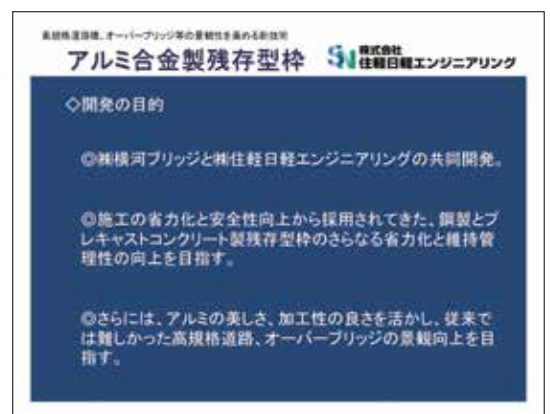 高規格道路橋、オーバーブリッジ等の景観性を高める新技術
アルミ合金製残存型枠
SN 株式会社
住軽日軽エンジニアリング
◇開発の目的
◎㈱横河ブリッジと㈱住軽日軽エンジニアリングの共同開発。
◎施工の省力化と安全性向上から採用されてきた、鋼製とプ
レキャストコンクリート製残存型枠のさらなる省力化と維持管
理性の向上を目指す。
◎さらには、アルミの美しさ、加工性の良さを活かし、従来で
は難しかった高規格道路、オーバーブリッジの景観向上を目
指す。